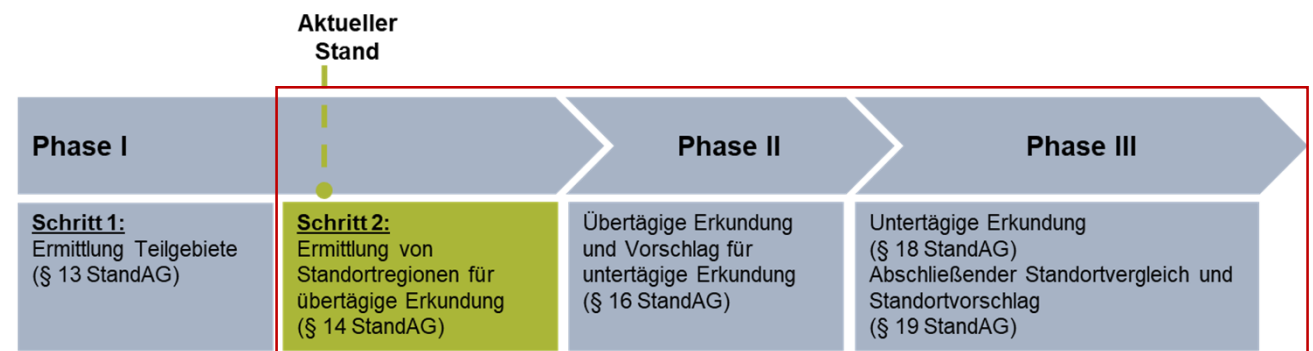 Aktueller
Stand
Phase I
Phase II
Phase III
Schritt 1:
Ermittlung Teilgebiete
(§ 13 StandAG)
Schritt 2:
Ermittlung von
Standortregionen für
übertägige Erkundung
(§ 14 StandAG)
Übertägige Erkundung
und Vorschlag für
untertägige Erkundung
(§ 16 StandAG)
Untertägige Erkundung
(§ 18 StandAG)
Abschließender Standortvergleich und
Standortvorschlag
(§ 19 StandAG)